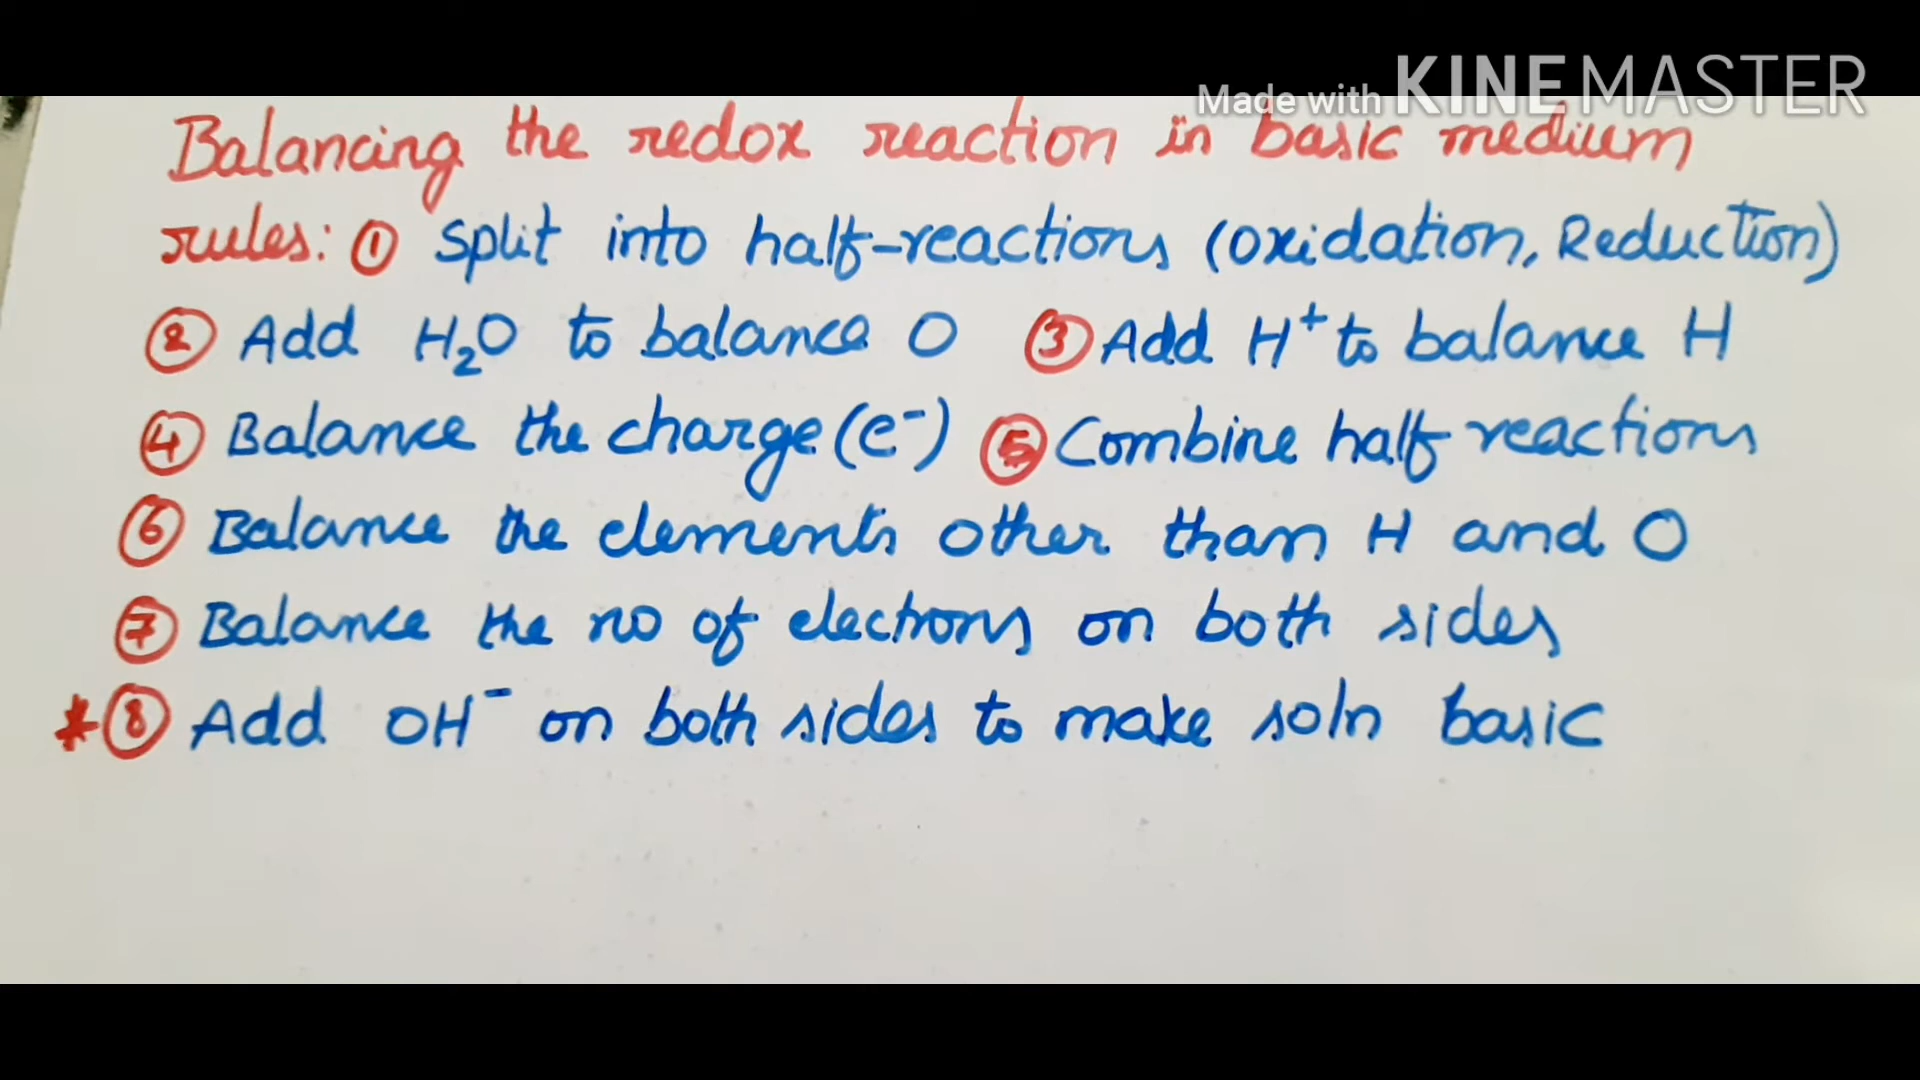 Made with KINEMASTER
Balancing the redox reaction in basic medium
rules: ① Split into half-reactions (Oxidation, Reduction)
② Add H₂O to balance O ③ Add H⁺ to balance H
④ Balance the charge (e⁻) ⑤ Combine half reactions
⑥ Balance the elements other than H and O
⑦ Balance the no of electrons on both sides
* ⑧ Add OH⁻ on both sides to make soln basic